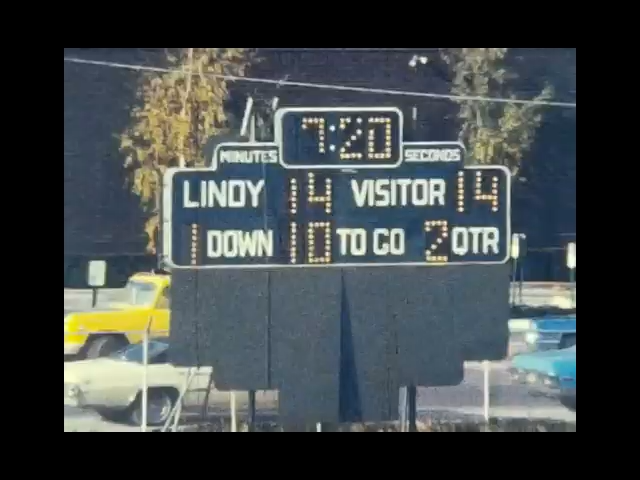 7:20
MINUTES SECONDS
LINDY 14 VISITOR 14
1 DOWN 10 TO GO 2 QTR